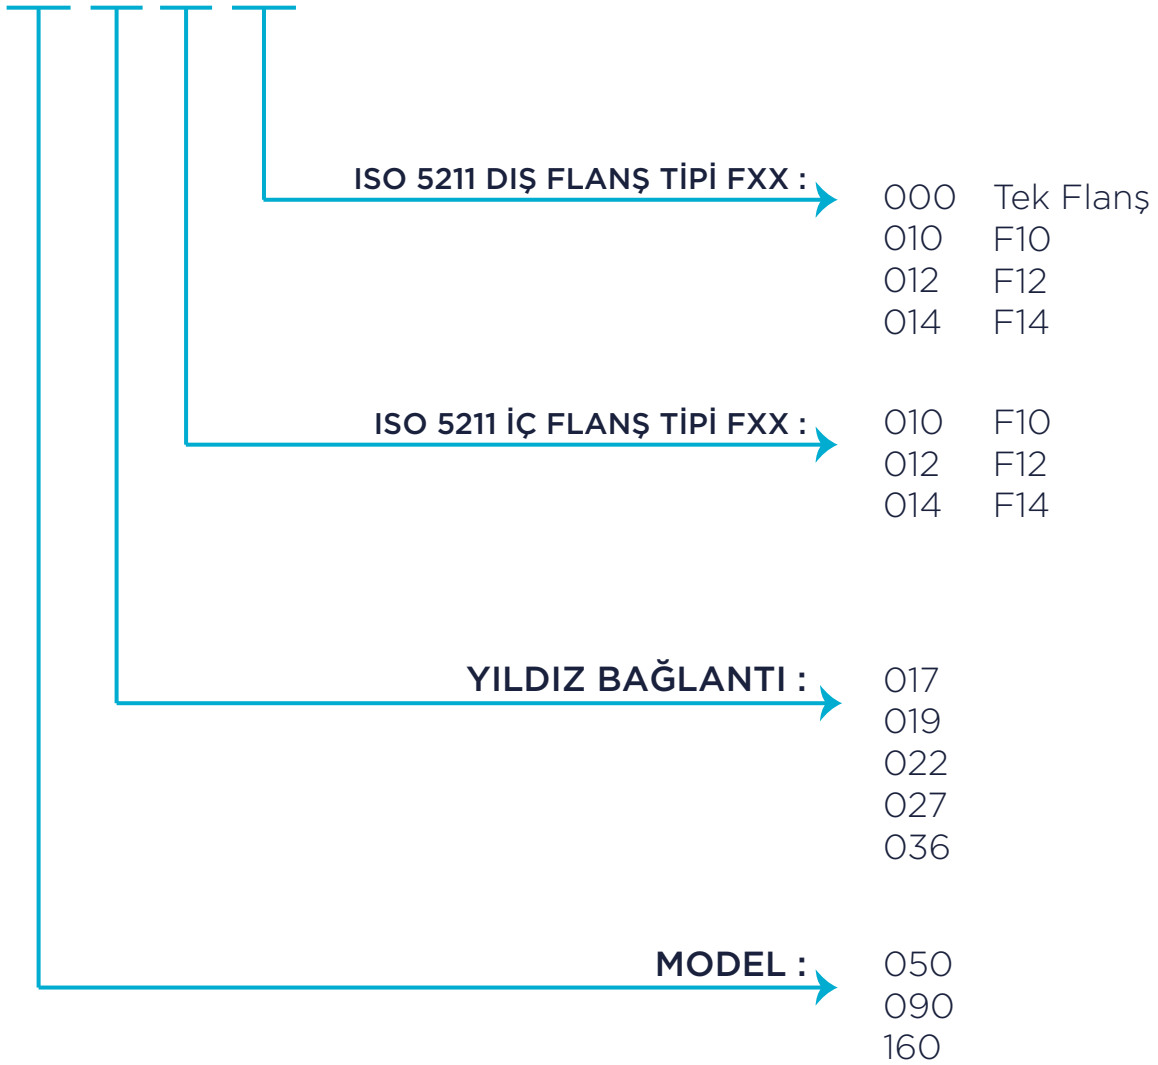 ISO 5211 DIŞ FLANŞ TİPİ FXX :
000 Tek Flanş
010 F10
012 F12
014 F14
ISO 5211 İÇ FLANŞ TİPİ FXX :
010 F10
012 F12
014 F14
YILDIZ BAĞLANTI :
017
019
022
027
036
MODEL :
050
090
160